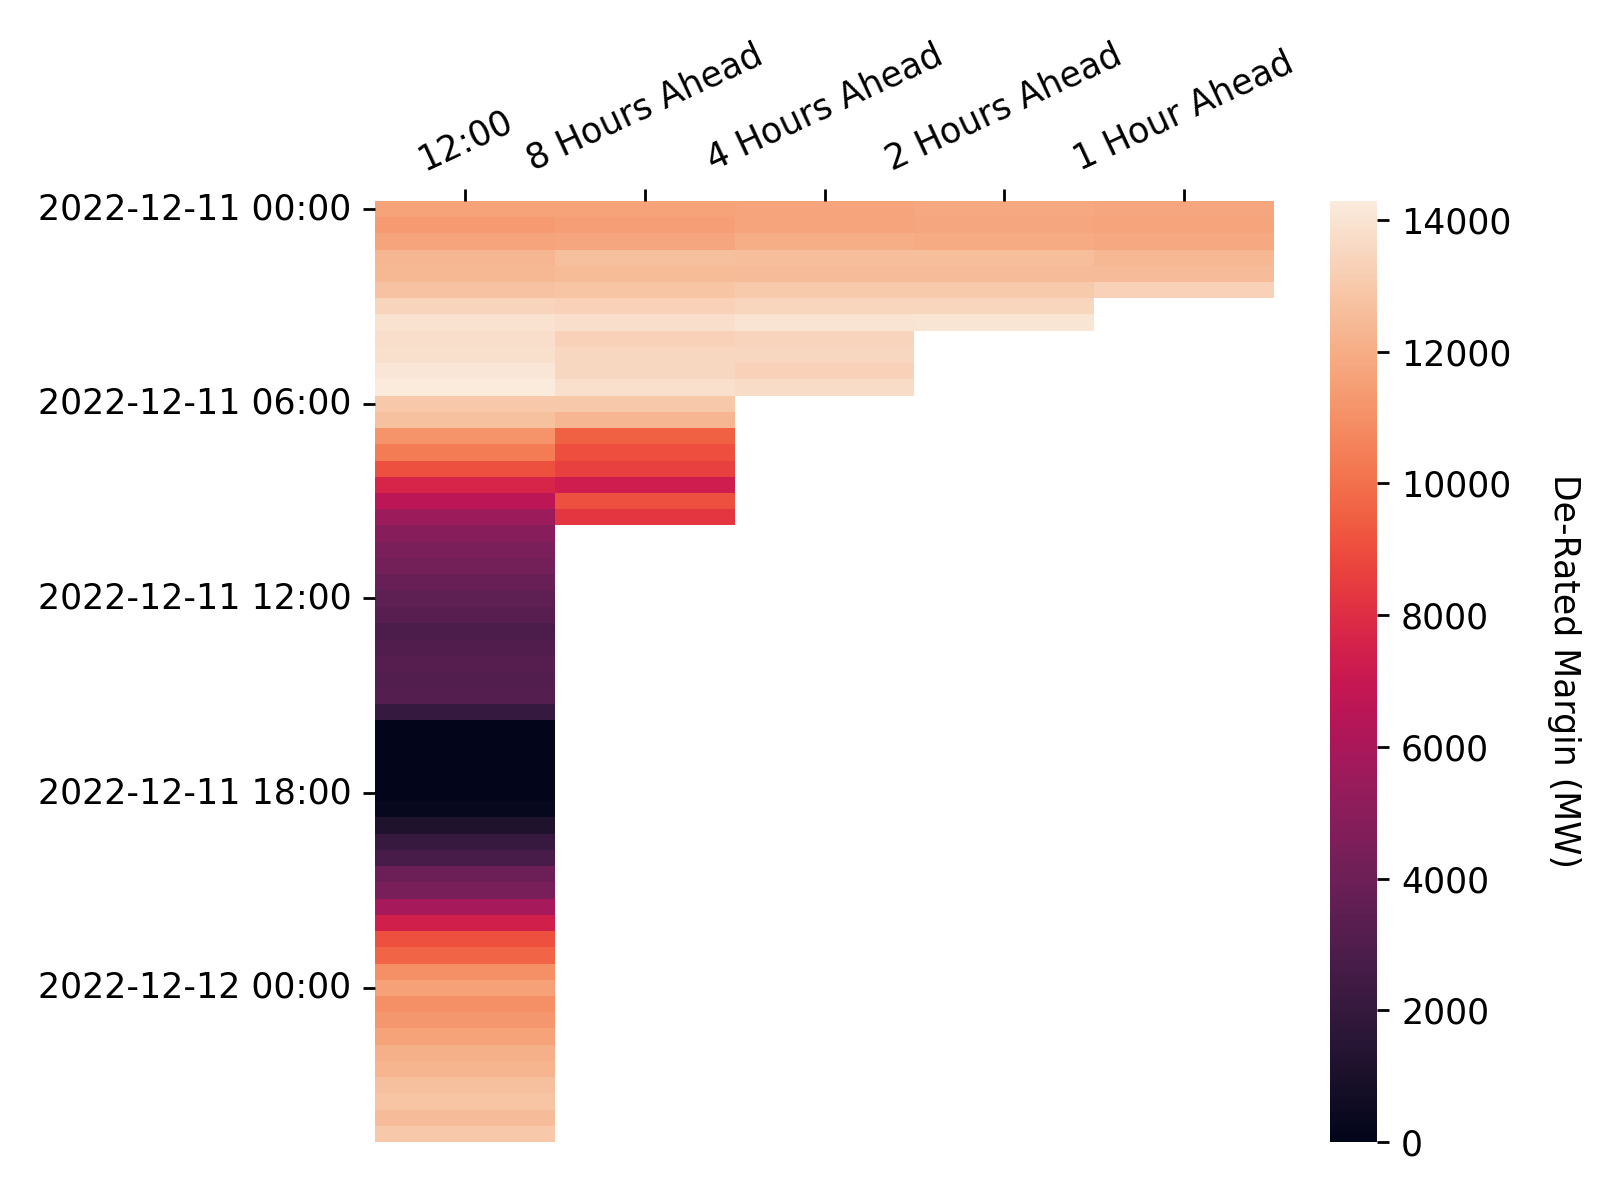 12:00
8 Hours Ahead
4 Hours Ahead
2 Hours Ahead
1 Hour Ahead
2022-12-11 00:00
2022-12-11 06:00
2022-12-11 12:00
2022-12-11 18:00
2022-12-12 00:00
14000
12000
10000
8000
6000
4000
2000
0
De-Rated Margin (MW)